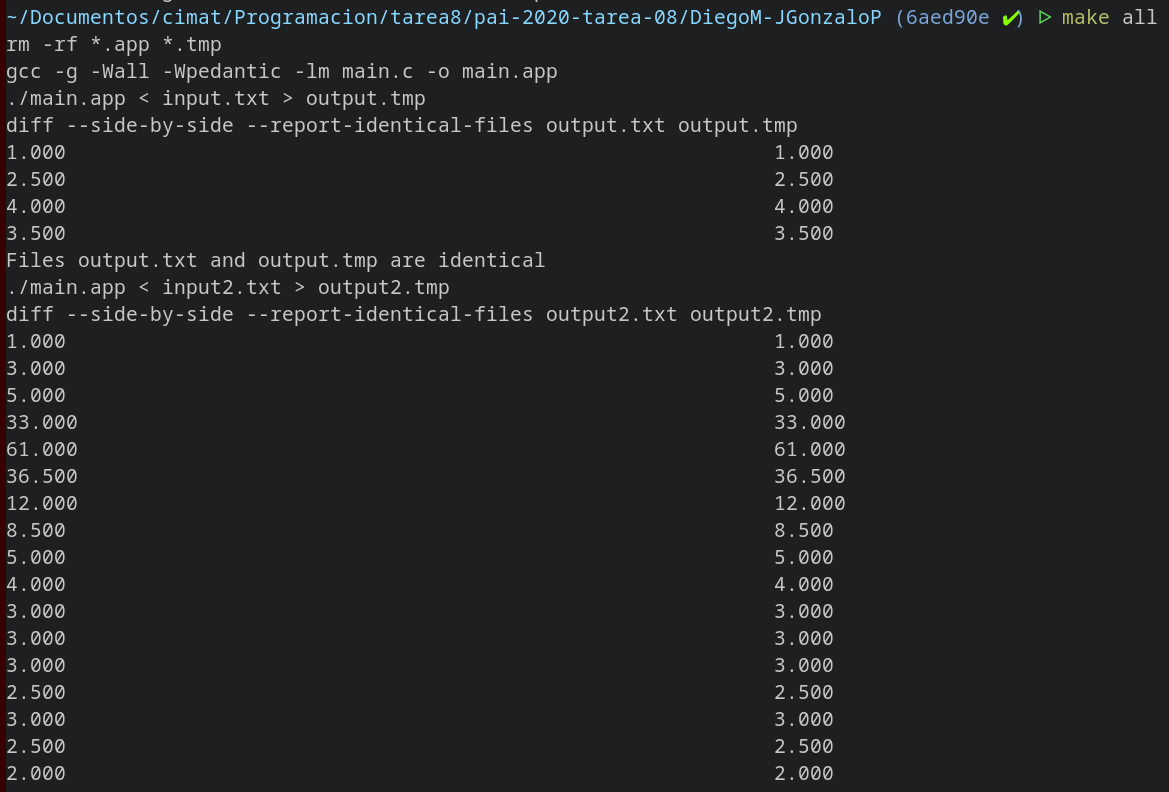 ~/Documentos/cimat/Programacion/tarea8/pai-2020-tarea-08/DiegoM-JGonzaloP (6aed90e ✔) ▷ make all
rm -rf *.app *.tmp
gcc -g -Wall -Wpedantic -lm main.c -o main.app
./main.app < input.txt > output.tmp
diff --side-by-side --report-identical-files output.txt output.tmp
1.000 1.000
2.500 2.500
4.000 4.000
3.500 3.500
Files output.txt and output.tmp are identical
./main.app < input2.txt > output2.tmp
diff --side-by-side --report-identical-files output2.txt output2.tmp
1.000 1.000
3.000 3.000
5.000 5.000
33.000 33.000
61.000 61.000
36.500 36.500
12.000 12.000
8.500 8.500
5.000 5.000
4.000 4.000
3.000 3.000
3.000 3.000
3.000 3.000
2.500 2.500
3.000 3.000
2.500 2.500
2.000 2.000